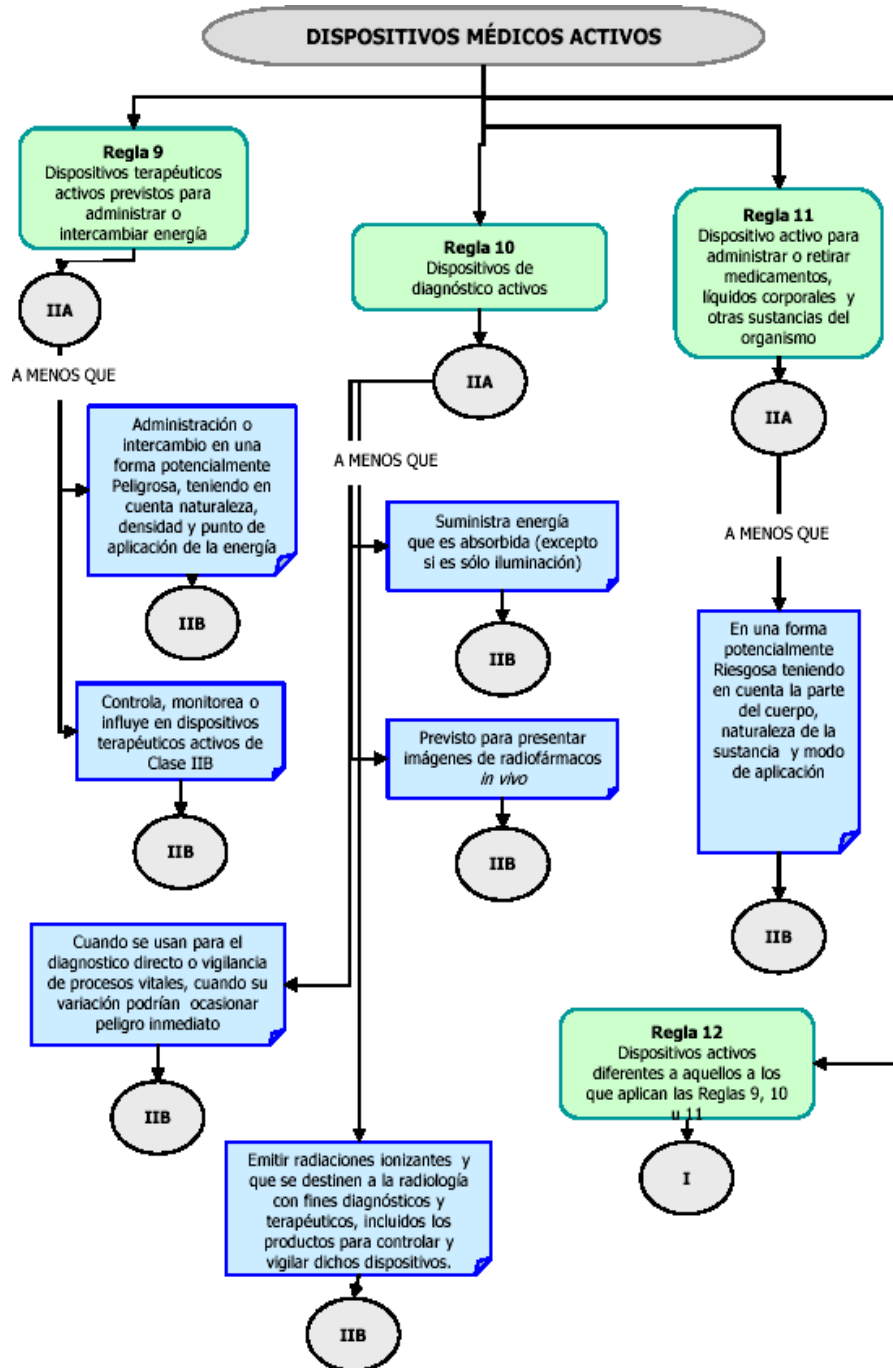 DISPOSITIVOS MÉDICOS ACTIVOS
Regla 9
Dispositivos terapéuticos
activos previstos para
administrar o
intercambiar energía
IIA
A MENOS QUE
Administración o
intercambio en una
forma potencialmente
Peligrosa, teniendo en
cuenta naturaleza,
densidad y punto de
aplicación de la energía
IIB
Controla, monitorea o
influye en dispositivos
terapéuticos activos de
Clase IIB
IIB
Regla 10
Dispositivos de
diagnóstico activos
IIA
A MENOS QUE
Suministra energía
que es absorbida (excepto
si es sólo iluminación)
IIB
Previsto para presentar
imágenes de radiofármacos
in vivo
IIB
Cuando se usan para el
diagnostico directo o vigilancia
de procesos vitales, cuando su
variación podrían ocasionar
peligro inmediato
IIB
Emitir radiaciones ionizantes y
que se destinen a la radiología
con fines diagnósticos y
terapéuticos, incluidos los
productos para controlar y
vigilar dichos dispositivos.
IIB
Regla 11
Dispositivo activo para
administrar o retirar
medicamentos,
líquidos corporales y
otras sustancias del
organismo
IIA
A MENOS QUE
En una forma
potencialmente
Riesgosa teniendo
en cuenta la parte
del cuerpo,
naturaleza de la
sustancia y modo
de aplicación
IIB
Regla 12
Dispositivos activos
diferentes a aquellos a los
que aplican las Reglas 9, 10
u 11
I